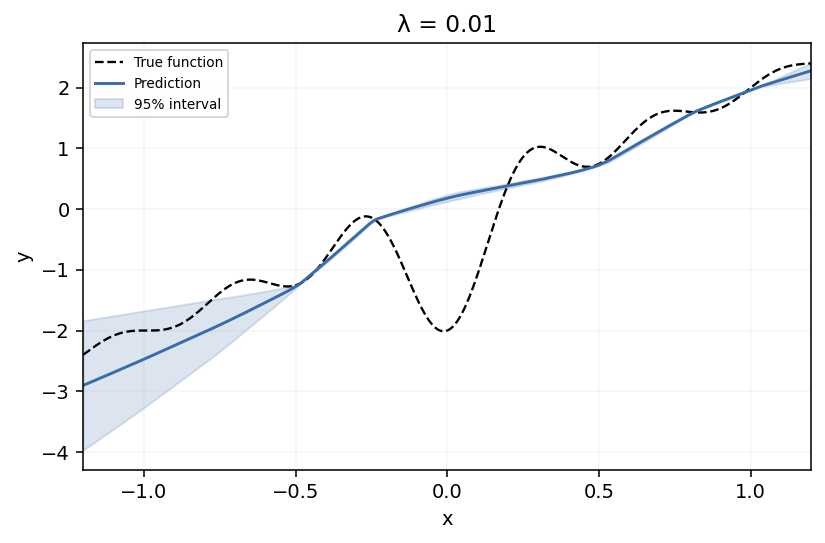 λ = 0.01
True function
Prediction
95% interval
y
2
1
0
−1
−2
−3
−4
−1.0 −0.5 0.0 0.5 1.0
x